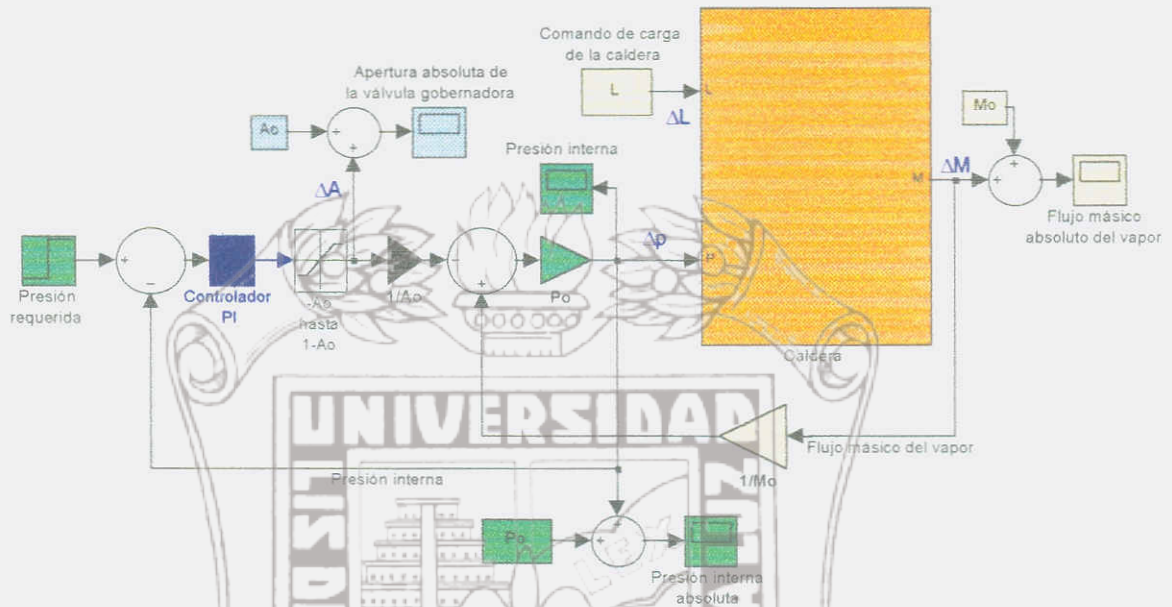 Comando de carga
de la caldera
L
L
ΔL
Apertura absoluta de
la válvula gobernadora
Ao
Mo
Presión interna
ΔA
M
ΔM
Flujo másico
absoluto del vapor
Δp
P
Presión
requerida
Controlador
PI
-Ao
hasta
1-Ao
1/Ao
Po
Caldera
UNIVERSIDAD
Flujo másico del vapor
Presión interna
1/Mo
Po
LEX
Presión interna
absoluta